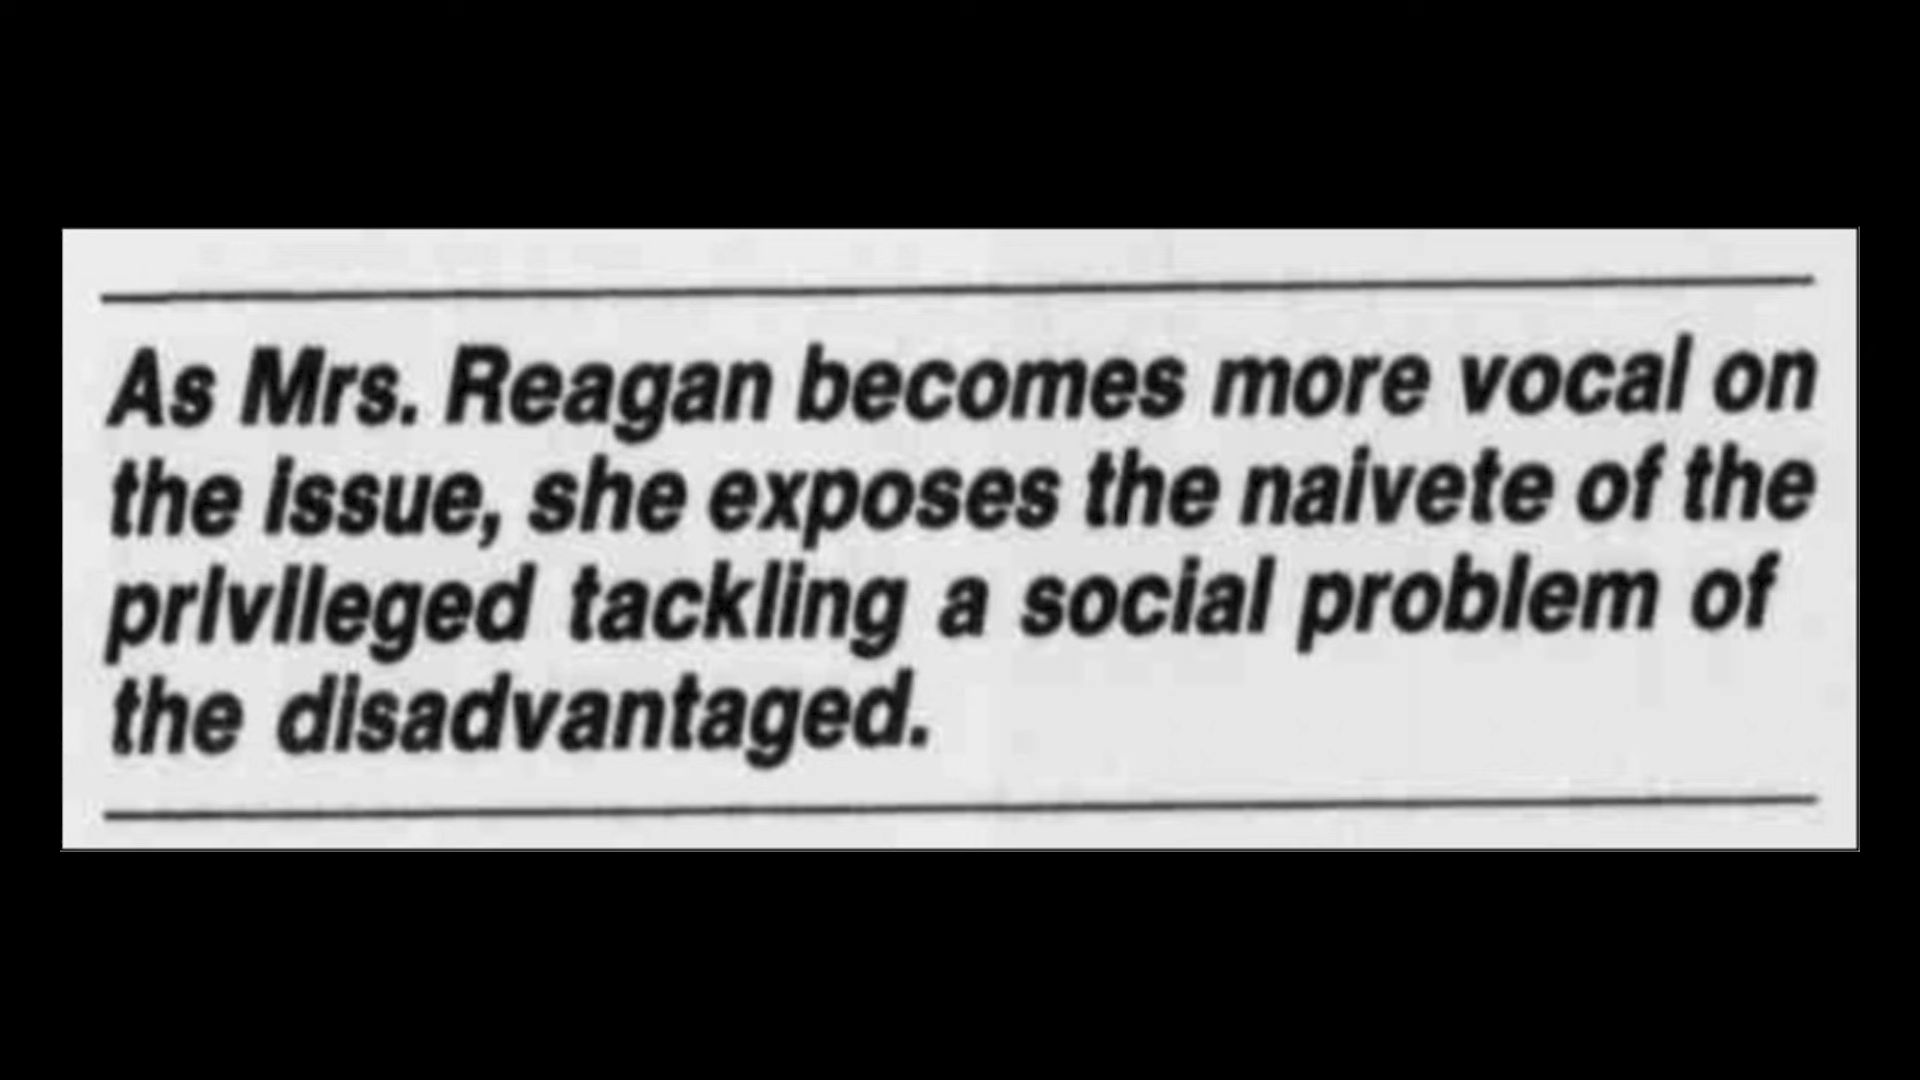 As Mrs. Reagan becomes more vocal on
the issue, she exposes the naivete of the
privileged tackling a social problem of
the disadvantaged.